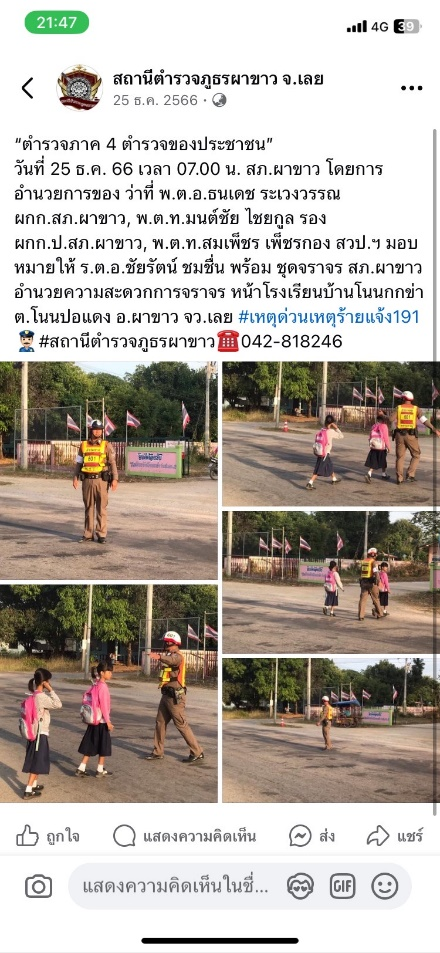 21:47
4G 39
สถานีตำรวจภูธรผาขาว จ.เลย
25 ธ.ค. 2566 ·
“ตำรวจภาค 4 ตำรวจของประชาชน”
วันที่ 25 ธ.ค. 66 เวลา 07.00 น. สภ.ผาขาว โดยการ
อำนวยการของ ว่าที่ พ.ต.อ.ธนเดช ระเวงวรรณ
ผกก.สภ.ผาขาว, พ.ต.ท.มนต์ชัย ไชยกูล รอง
ผกก.ป.สภ.ผาขาว, พ.ต.ท.สมเพ็ชร เพ็ชรกอง สวป.ฯ มอบ
หมายให้ ร.ต.อ.ชัยรัตน์ ชมชื่น พร้อม ชุดจราจร สภ.ผาขาว
อำนวยความสะดวกการจราจร หน้าโรงเรียนบ้านโนนกกข่า
ต.โนนปอแดง อ.ผาขาว จว.เลย #เหตุด่วนเหตุร้ายแจ้ง191
👮🏻‍♂️#สถานีตำรวจภูธรผาขาว☎️042-818246
ถูกใจ
แสดงความคิดเห็น
ส่ง
แชร์
แสดงความคิดเห็นในชื่...
GIF